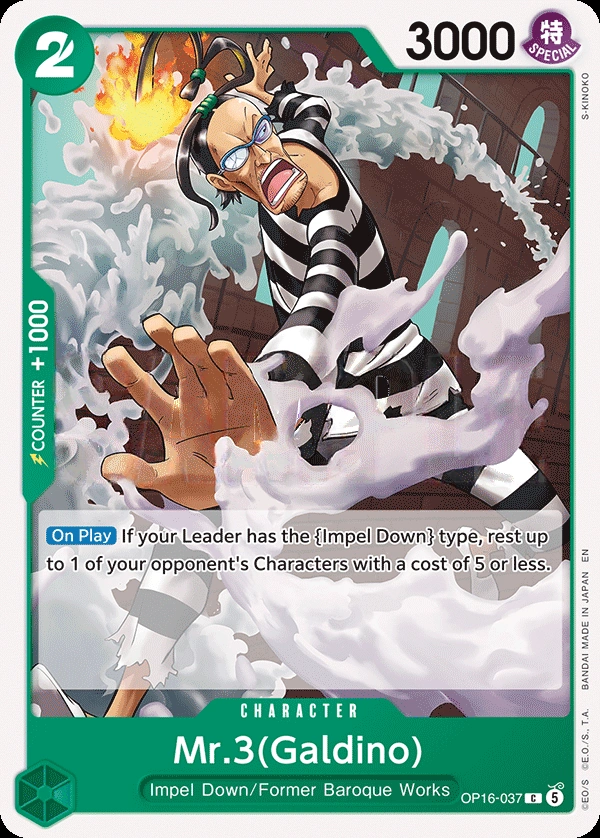 2
3000
特
SPECIAL
S-KINOKO
COUNTER +1000
On Play If your Leader has the {Impel Down} type, rest up
to 1 of your opponent's Characters with a cost of 5 or less.
CHARACTER
Mr.3(Galdino)
Impel Down/Former Baroque Works
OP16-037 C 5
©E.O/S ©E.O./S., T.A. BANDAI MADE IN JAPAN EN